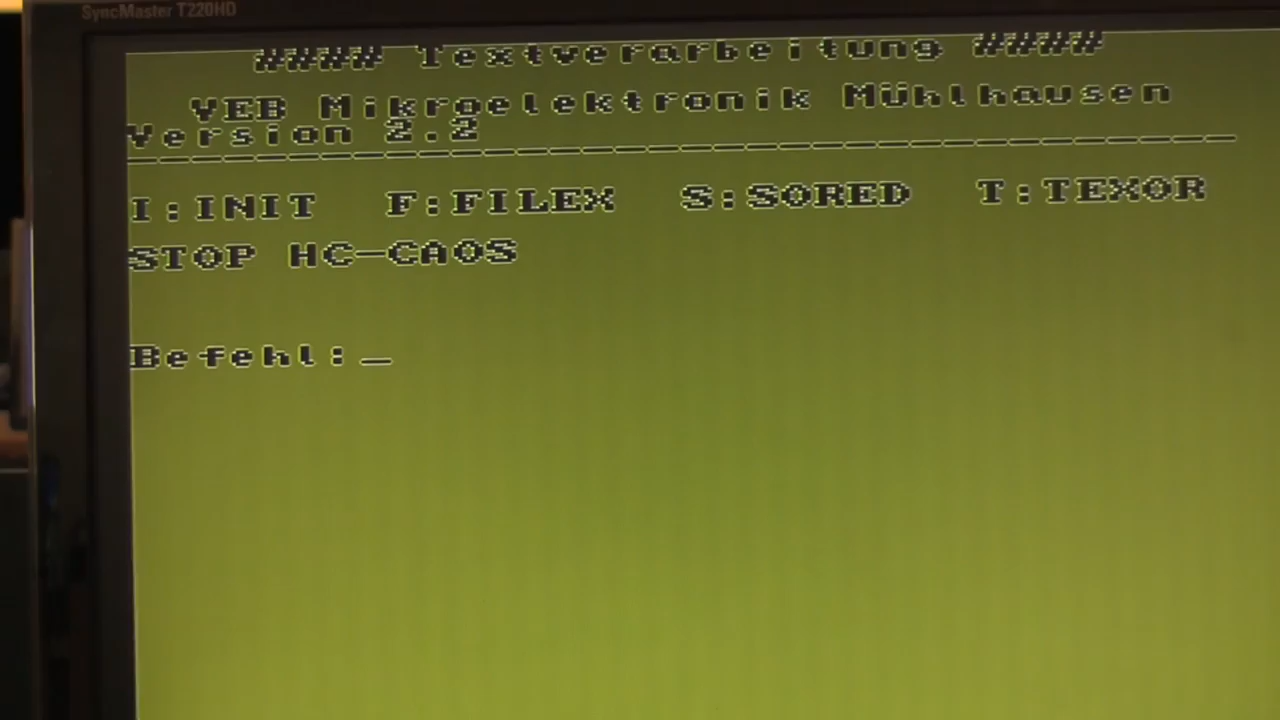 SyncMaster T220HD
#### Textverarbeitung ####
VEB Mikroelektronik Mühlhausen
Version 2.2
I:INIT F:FILEX S:SORED T:TEXOR
STOP HC-CAOS
Befehl:_